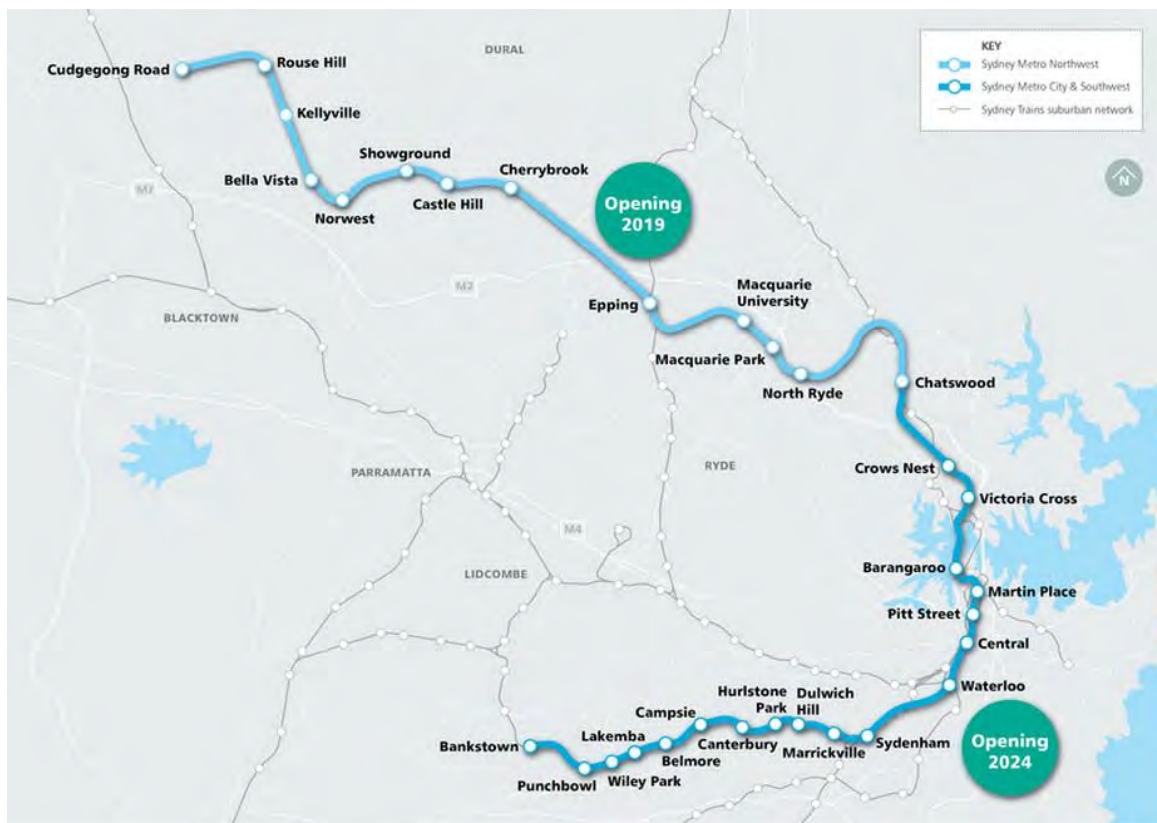 DURAL
KEY
Sydney Metro Northwest
Sydney Metro City & Southwest
Sydney Trains suburban network
N
Cudgegong Road
Rouse Hill
Kellyville
Showground
Cherrybrook
Bella Vista
M7
Castle Hill
Norwest
Opening
2019
M2
Macquarie
University
Epping
BLACKTOWN
Macquarie Park
North Ryde
Chatswood
PARRAMATTA
RYDE
Crows Nest
Victoria Cross
M4
LIDCOMBE
Barangaroo
Martin Place
Pitt Street
Central
Waterloo
Hurlstone
Park
Dulwich
Hill
Campsie
Lakemba
Bankstown
Canterbury
Sydenham
Marrickville
Belmore
Wiley Park
Punchbowl
Opening
2024